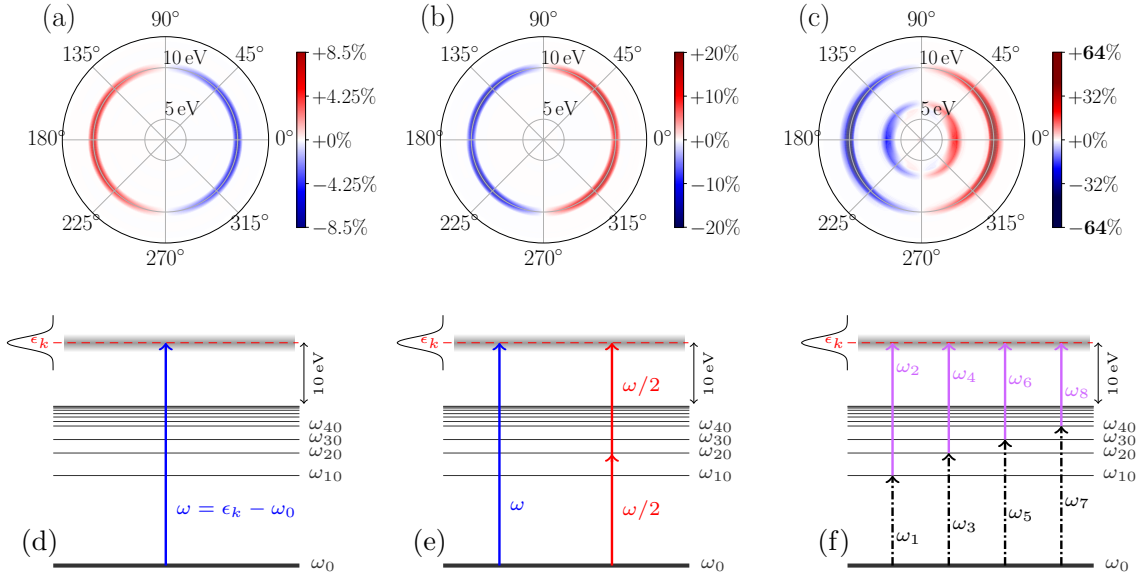 (a)
90°
135°
45°
10 eV
5 eV
180°
0°
225°
315°
270°
+8.5%
+4.25%
+0%
−4.25%
−8.5%
(b)
90°
135°
45°
10 eV
5 eV
180°
0°
225°
315°
270°
+20%
+10%
+0%
−10%
−20%
(c)
90°
135°
45°
10 eV
5 eV
180°
0°
225°
315°
270°
+64%
+32%
+0%
−32%
−64%
ϵk
10 eV
ω40
ω30
ω20
ω10
ω = ϵk − ω0
(d)
ω0
ϵk
10 eV
ω/2
ω40
ω30
ω20
ω10
ω
ω/2
(e)
ω0
ϵk
10 eV
ω2
ω4
ω6
ω8
ω40
ω30
ω20
ω10
ω1
ω3
ω5
ω7
(f)
ω0